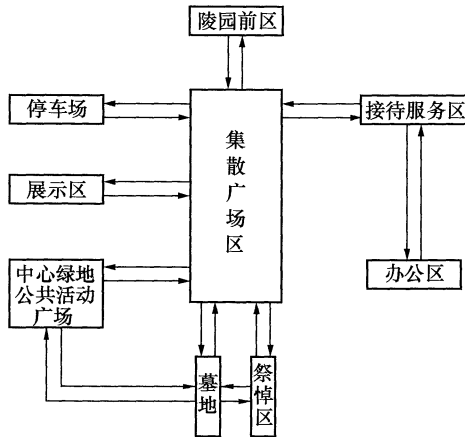 陵园前区
停车场
集散广场区
接待服务区
展示区
中心绿地
公共活动
广场
办公区
墓地
祭悼区